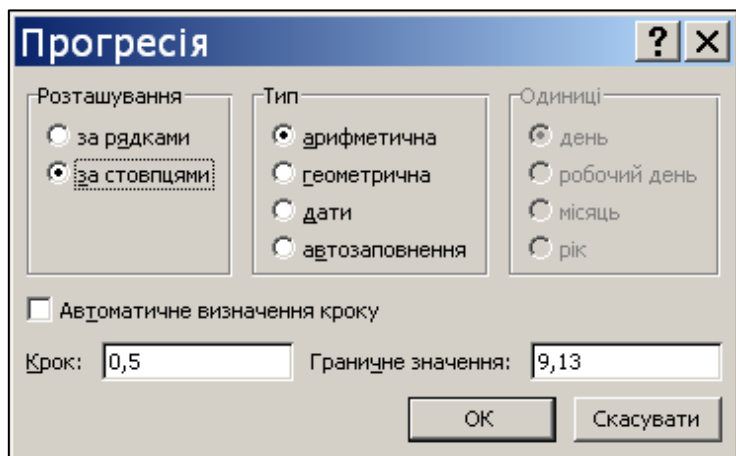 Прогресія
Розташування
за рядками
за стовпцями
Тип
арифметична
геометрична
дати
автозаповнення
Одиниці
день
робочий день
місяць
рік
Автоматичне визначення кроку
Крок: 0,5
Граничне значення: 9,13
ОК
Скасувати